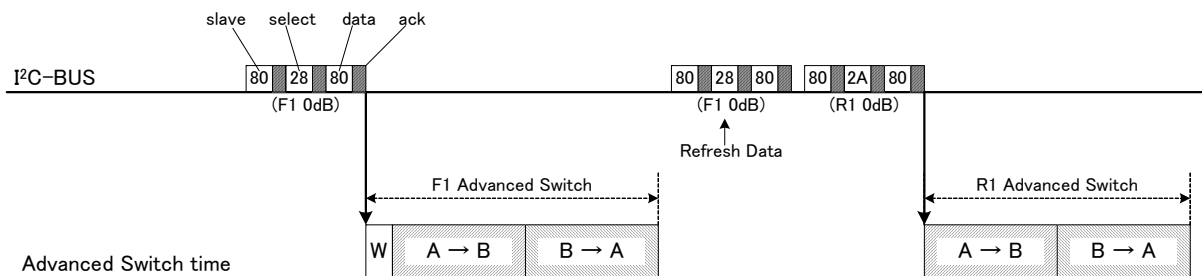 slave select data ack
I²C-BUS 80 28 80 80 28 80 80 2A 80
(F1 0dB) (F1 0dB) (R1 0dB)
Refresh Data
F1 Advanced Switch R1 Advanced Switch
W A → B B → A A → B B → A
Advanced Switch time